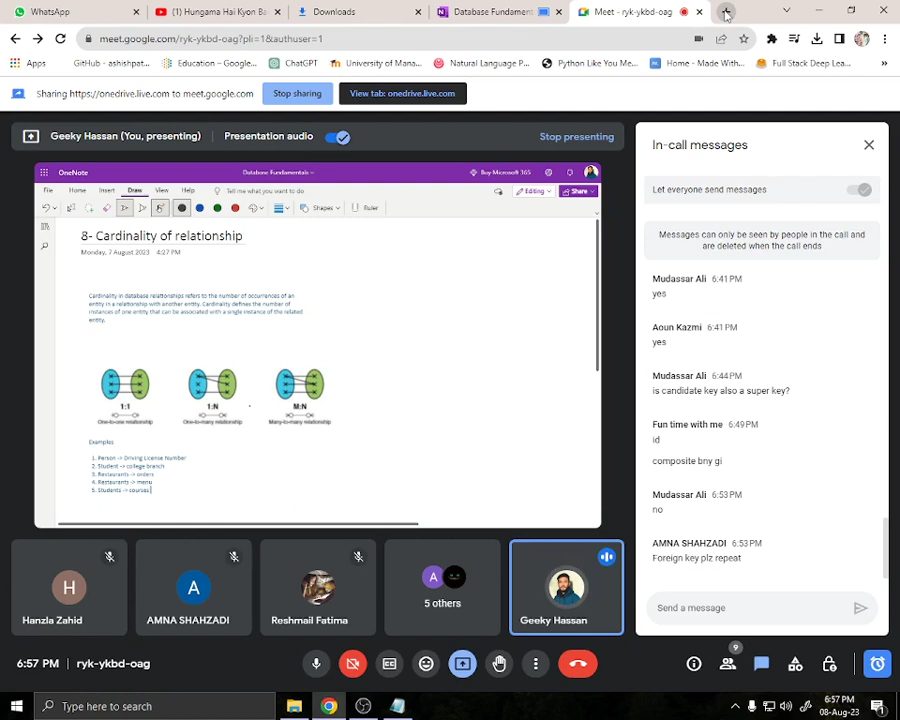 WhatsApp
Hungama Hai Kyon Ba
Downloads
Database Fundament
Meet - ryk-ykbd-oag
meet.google.com/ryk-ykbd-oag?pli=1&authuser=1
Apps
GitHub - ashishpat...
Education – Google...
ChatGPT
University of Mana...
Natural Language P...
Python Like You Me...
Home - Made With...
Full Stack Deep Lea...
Sharing https://onedrive.live.com to meet.google.com
Stop sharing
View tab: onedrive.live.com
Geeky Hassan (You, presenting)
Presentation audio
Stop presenting
OneNote
Database Fundamentals
Buy Microsoft 365
File
Home
Insert
Draw
View
Help
Tell me what you want to do
Editing
Share
Shapes
Ruler
8- Cardinality of relationship
Monday, 7 August 2023 4:27 PM
Cardinality in database relationships refers to the number of occurrences of an
entity in a relationship with another entity. Cardinality defines the number of
instances of one entity that can be associated with a single instance of the related
entity.
1:1
1:N
M:N
One-to-one relationship
One-to-many relationship
Many-to-many relationship
Examples
1. Person -> Driving License Number
2. Student -> college branch
3. Restaurants -> orders
4. Restaurants -> menu
5. Students -> courses
In-call messages
Let everyone send messages
Messages can only be seen by people in the call and
are deleted when the call ends
Mudassar Ali 6:41 PM
yes
Aoun Kazmi 6:41 PM
yes
Mudassar Ali 6:44 PM
is candidate key also a super key?
Fun time with me 6:49 PM
id
composite bny gi
Mudassar Ali 6:53 PM
no
AMNA SHAHZADI 6:53 PM
Foreign key plz repeat
Send a message
H
Hanzla Zahid
A
AMNA SHAHZADI
Reshmail Fatima
A
5 others
Geeky Hassan
6:57 PM
ryk-ykbd-oag
9
Type here to search
6:57 PM
08-Aug-23
1